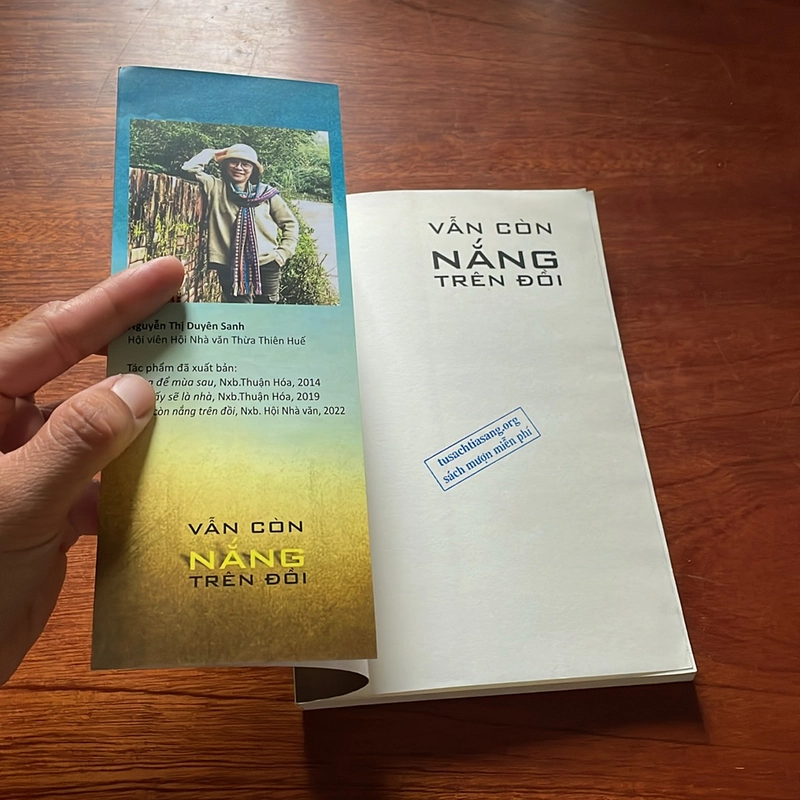 Nguyễn Thị Duyên Sanh
Hội viên Hội Nhà văn Thừa Thiên Huế
Tác phẩm đã xuất bản:
để mùa sau, Nxb.Thuận Hóa, 2014
sẽ là nhà, Nxb.Thuận Hóa, 2019
còn nắng trên đồi, Nxb. Hội Nhà văn, 2022
VẪN CÒN
NẮNG
TRÊN ĐỒI
VẪN CÒN
NẮNG
TRÊN ĐỒI
tusachtiasang.org
sách mượn miễn phí